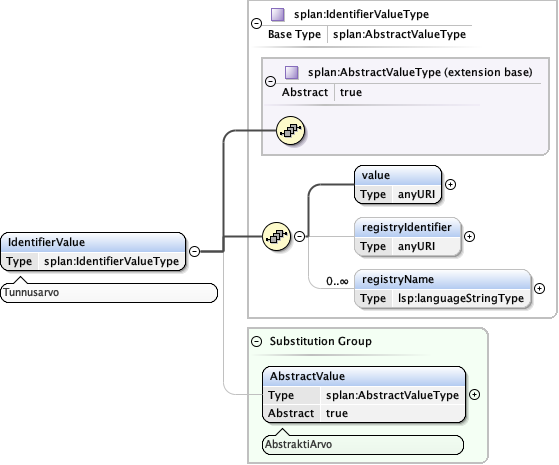 splan:IdentifierValueType
Base Type splan:AbstractValueType
splan:AbstractValueType (extension base)
Abstract true
value
Type anyURI
registryIdentifier
Type anyURI
IdentifierValue
Type splan:IdentifierValueType
Tunnusarvo
0..∞
registryName
Type lsp:languageStringType
Substitution Group
AbstractValue
Type splan:AbstractValueType
Abstract true
AbstraktiArvo